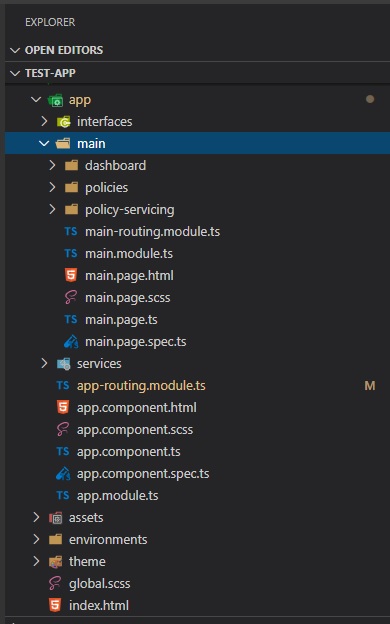 EXPLORER
OPEN EDITORS
TEST-APP
app
interfaces
main
dashboard
policies
policy-servicing
TS main-routing.module.ts
TS main.module.ts
main.page.html
main.page.scss
TS main.page.ts
main.page.spec.ts
services
TS app-routing.module.ts M
app.component.html
app.component.scss
TS app.component.ts
app.component.spec.ts
TS app.module.ts
assets
environments
theme
global.scss
index.html